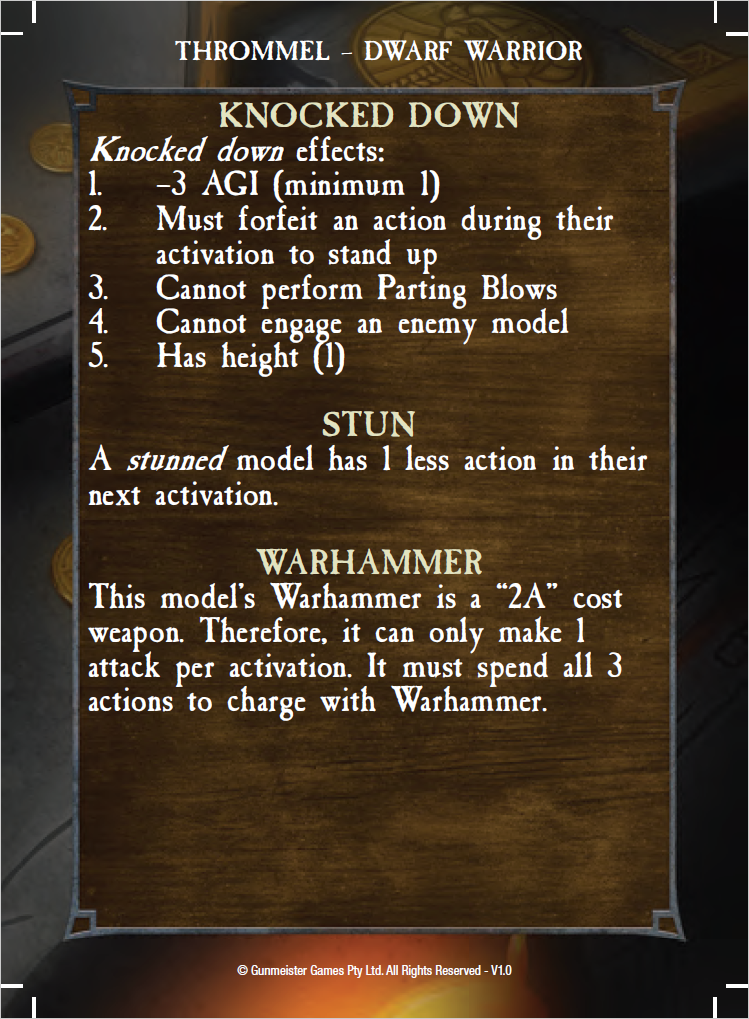 THROMMEL – DWARF WARRIOR
KNOCKED DOWN
Knocked down effects:
1. –3 AGI (minimum 1)
2. Must forfeit an action during their
activation to stand up
3. Cannot perform Parting Blows
4. Cannot engage an enemy model
5. Has height (1)
STUN
A stunned model has 1 less action in their
next activation.
WARHAMMER
This model's Warhammer is a “2A” cost
weapon. Therefore, it can only make 1
attack per activation. It must spend all 3
actions to charge with Warhammer.
© Gunmeister Games Pty Ltd. All Rights Reserved - V1.0